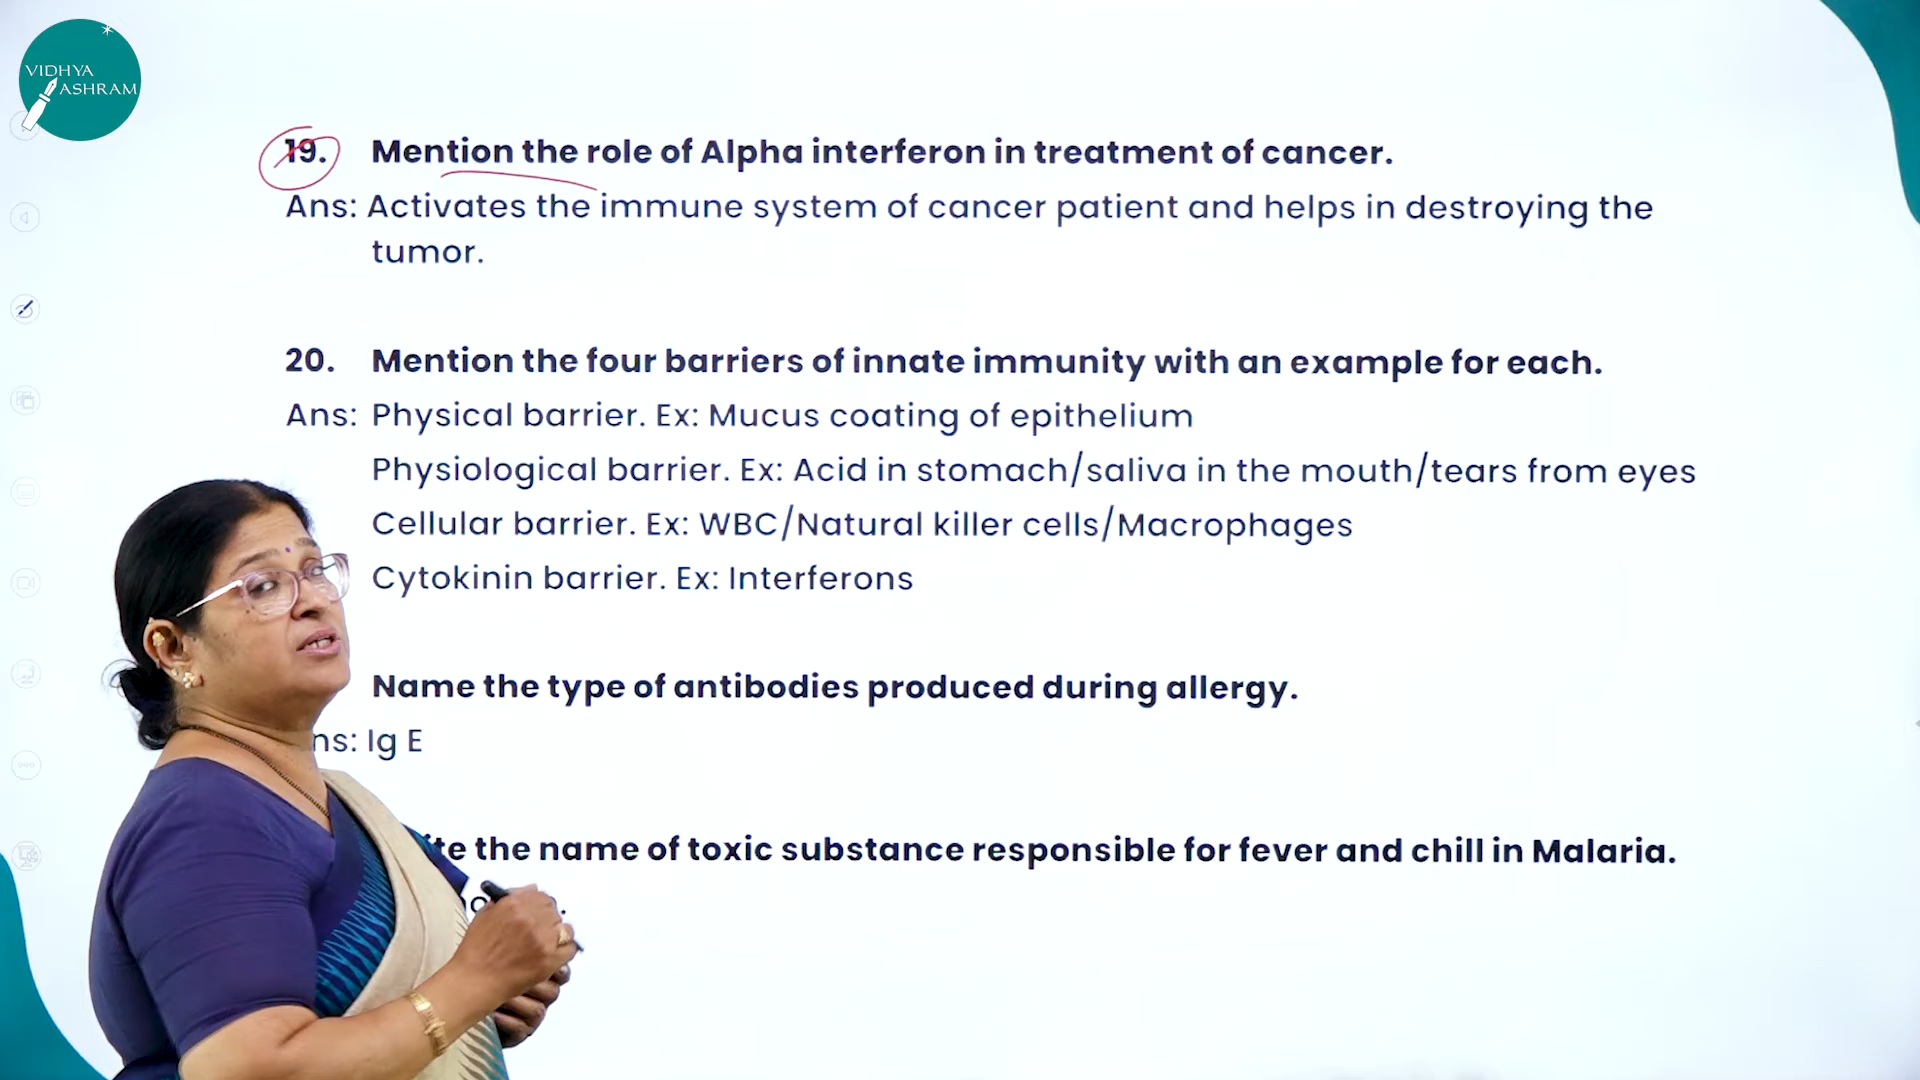 VIDHYA
ASHRAM
19. Mention the role of Alpha interferon in treatment of cancer.
Ans: Activates the immune system of cancer patient and helps in destroying the
tumor.
20. Mention the four barriers of innate immunity with an example for each.
Ans: Physical barrier. Ex: Mucus coating of epithelium
Physiological barrier. Ex: Acid in stomach/saliva in the mouth/tears from eyes
Cellular barrier. Ex: WBC/Natural killer cells/Macrophages
Cytokinin barrier. Ex: Interferons
Name the type of antibodies produced during allergy.
ns: Ig E
the name of toxic substance responsible for fever and chill in Malaria.